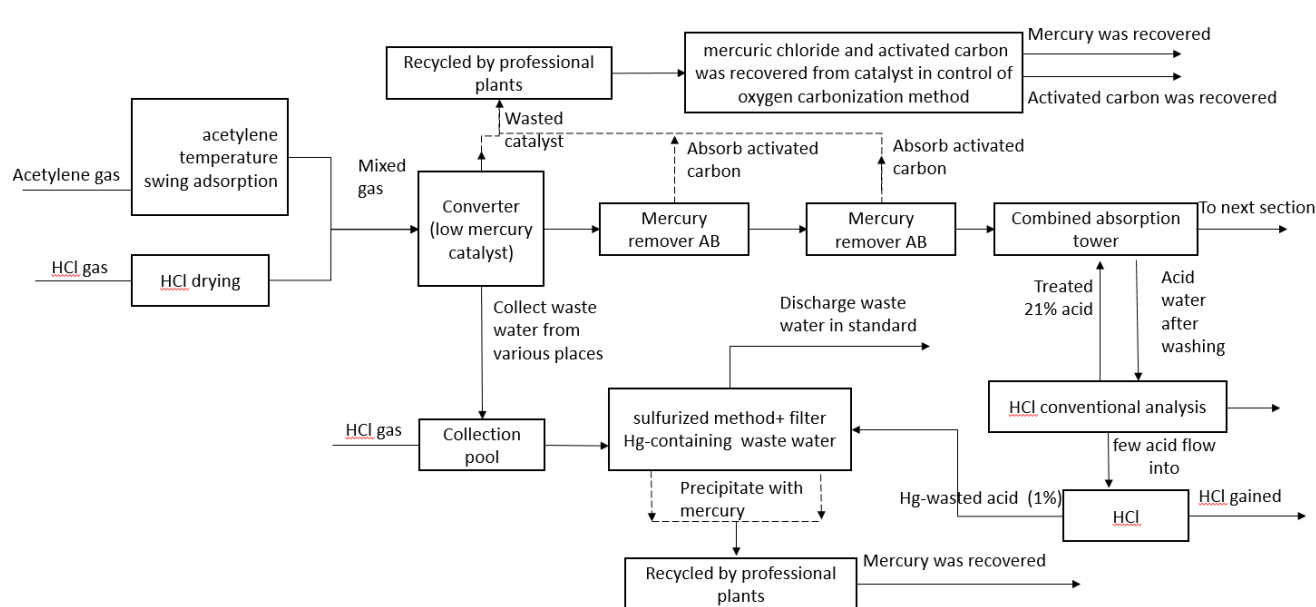 Mercury was recovered
Recycled by professional
plants
mercuric chloride and activated carbon
was recovered from catalyst in control of
oxygen carbonization method
Activated carbon was recovered
Wasted
catalyst
acetylene
temperature
swing adsorption
Acetylene gas
Mixed
gas
Absorb activated
carbon
Absorb activated
carbon
Converter
(low mercury
catalyst)
Mercury
remover AB
Mercury
remover AB
Combined absorption
tower
To next section
HCl gas
HCl drying
Treated
21% acid
Acid
water
after
washing
Collect waste
water from
various places
Discharge waste
water in standard
HCl gas
Collection
pool
sulfurized method+ filter
Hg-containing waste water
HCl conventional analysis
few acid flow
into
Precipitate with
mercury
Hg-wasted acid (1%)
HCl
HCl gained
Recycled by professional
plants
Mercury was recovered